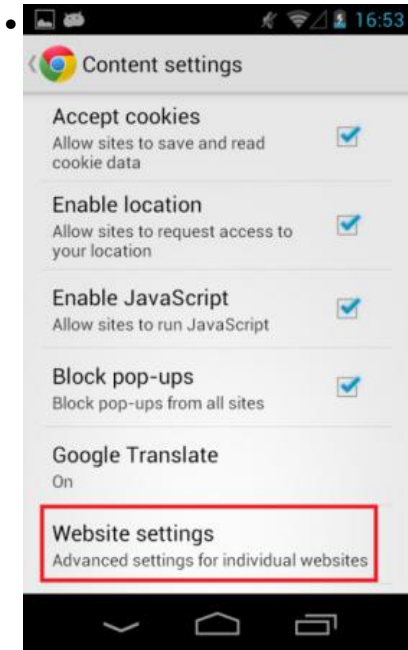 16:53
Content settings
Accept cookies
Allow sites to save and read
cookie data
Enable location
Allow sites to request access to
your location
Enable JavaScript
Allow sites to run JavaScript
Block pop-ups
Block pop-ups from all sites
Google Translate
On
Website settings
Advanced settings for individual websites